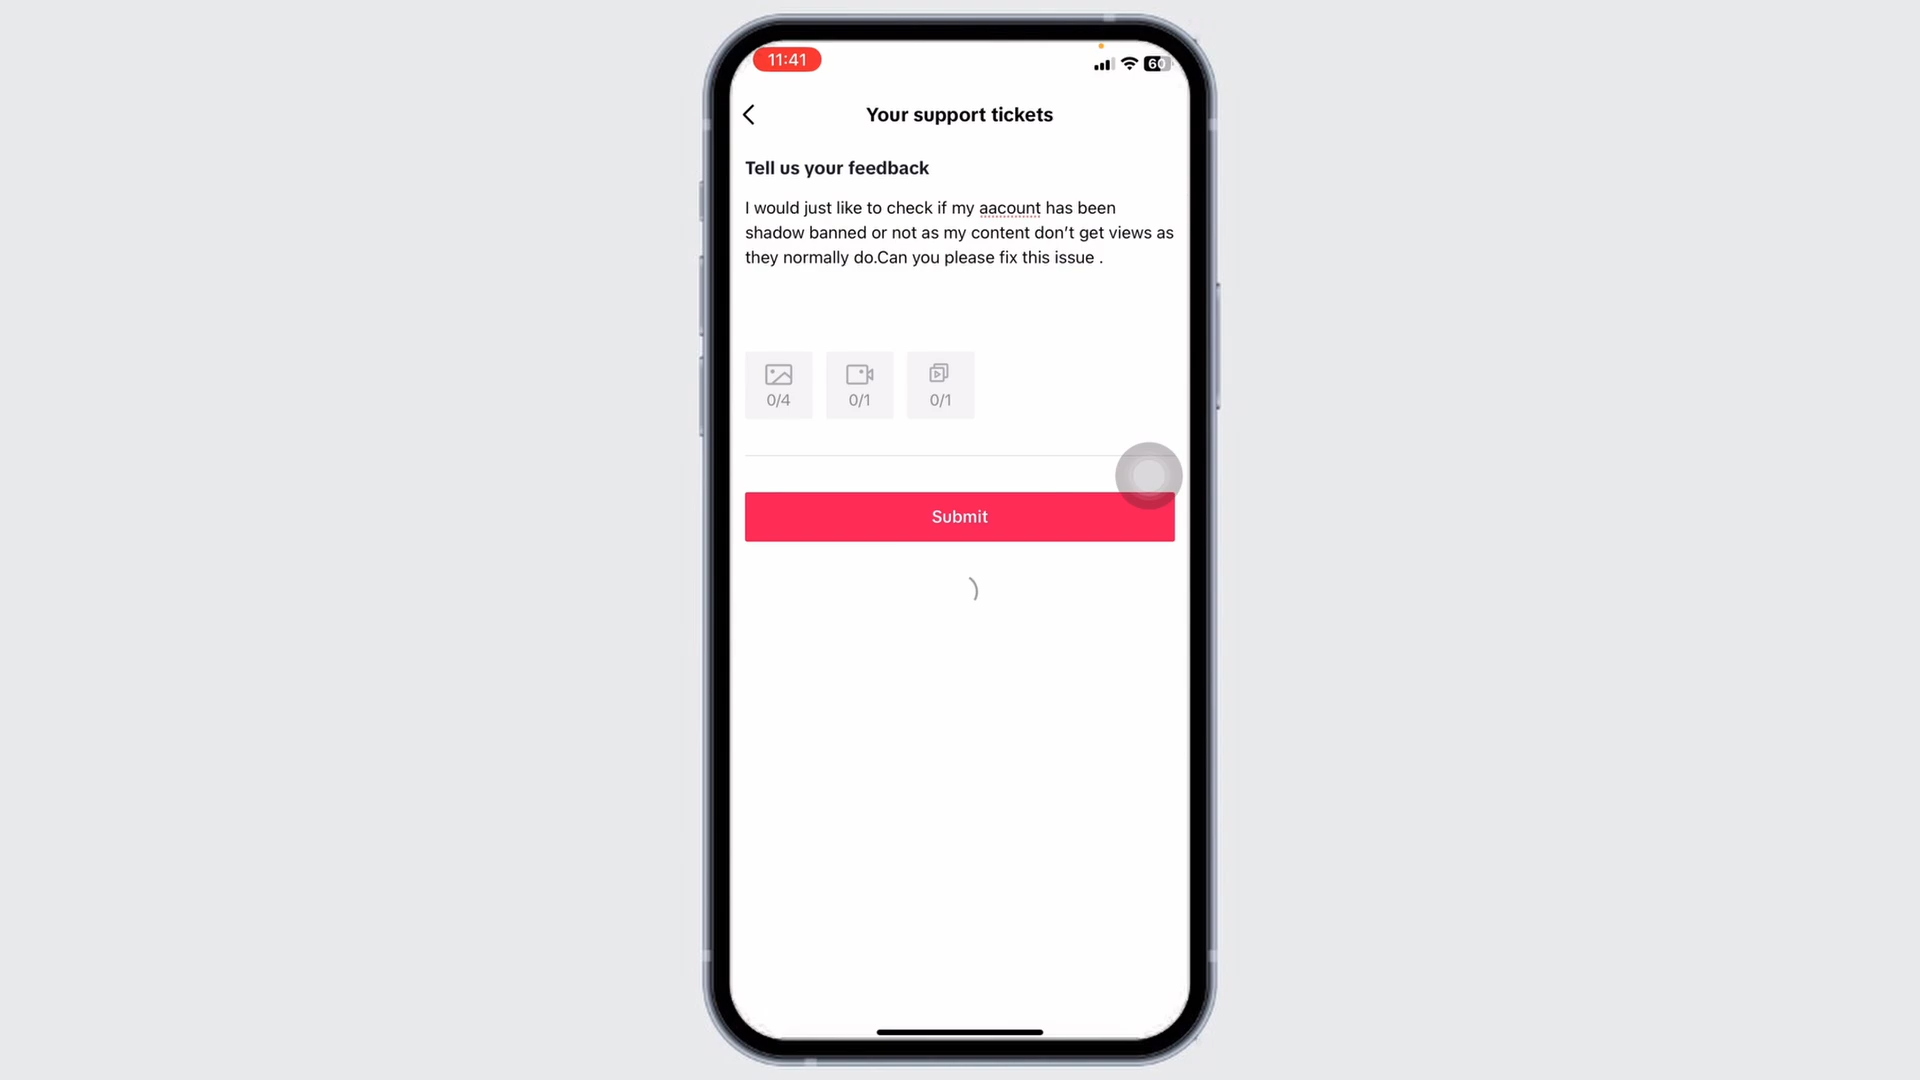 11:41
60
Your support tickets
Tell us your feedback
I would just like to check if my aacount has been
shadow banned or not as my content don’t get views as
they normally do.Can you please fix this issue .
0/4
0/1
0/1
Submit